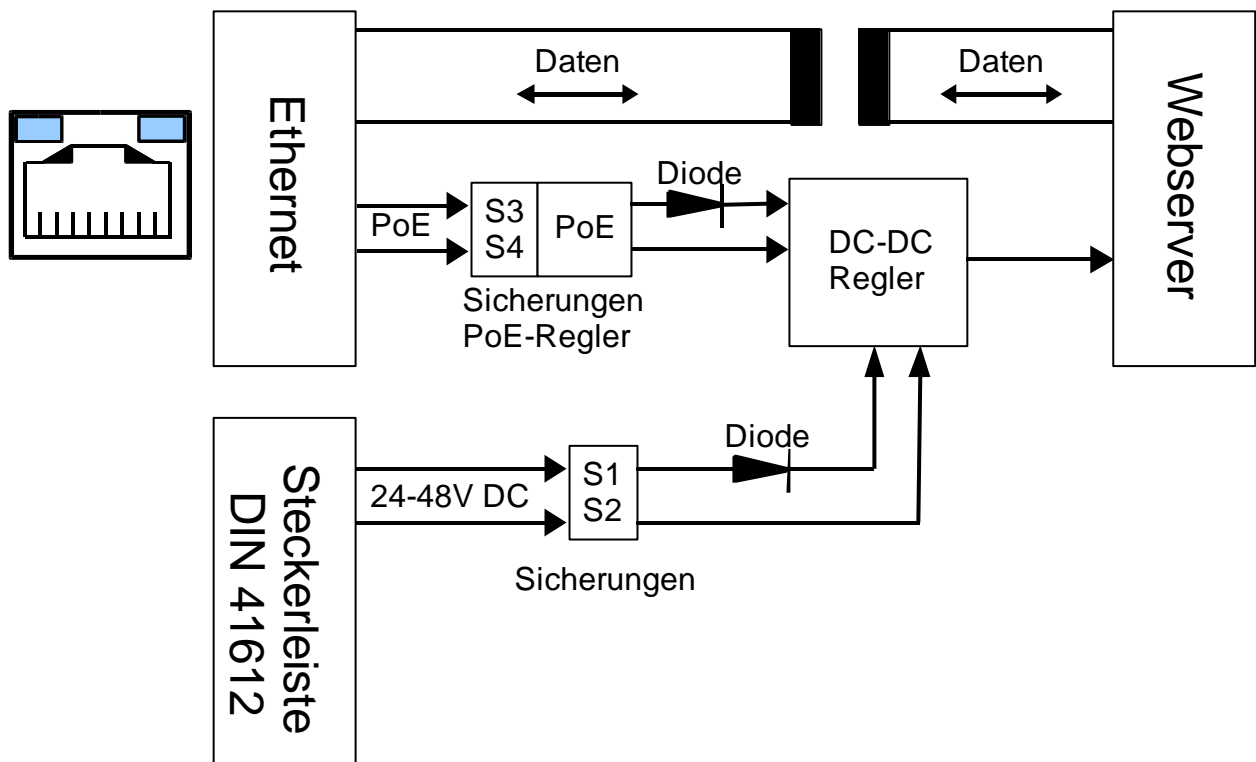 Ethernet
Daten
Daten
Webserver
PoE
S3
S4
PoE
Diode
DC-DC
Regler
Sicherungen
PoE-Regler
Steckerleiste
DIN 41612
24-48V DC
S1
S2
Diode
Sicherungen